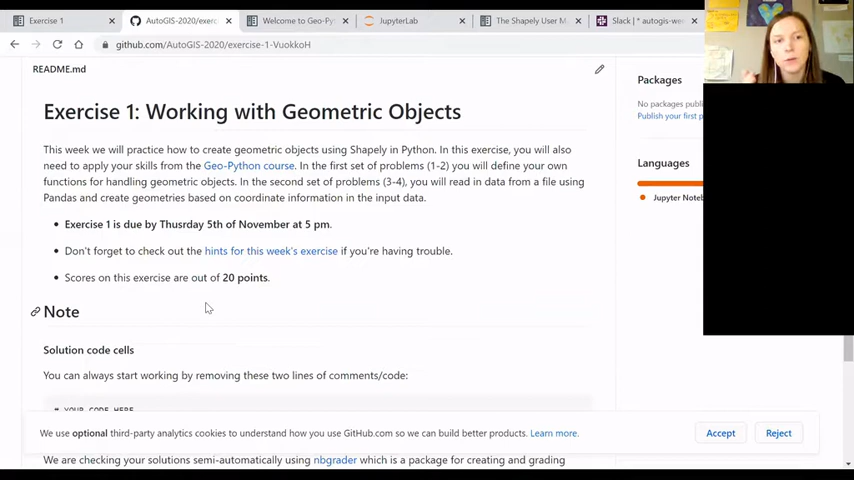 Exercise 1
AutoGIS-2020/exerc
Welcome to Geo-Py
JupyterLab
The Shapely User M
Slack | * autogis-we
github.com/AutoGIS-2020/exercise-1-VuokkoH
README.md
Exercise 1: Working with Geometric Objects
This week we will practice how to create geometric objects using Shapely in Python. In this exercise, you will also
need to apply your skills from the Geo-Python course. In the first set of problems (1-2) you will define your own
functions for handling geometric objects. In the second set of problems (3-4), you will read in data from a file using
Pandas and create geometries based on coordinate information in the input data.
Exercise 1 is due by Thusrday 5th of November at 5 pm.
Don't forget to check out the hints for this week's exercise if you're having trouble.
Scores on this exercise are out of 20 points.
Note
Solution code cells
You can always start working by removing these two lines of comments/code:
# YOUR CODE HERE
We use optional third-party analytics cookies to understand how you use GitHub.com so we can build better products. Learn more.
Accept
Reject
We are checking your solutions semi-automatically using nbgrader which is a package for creating and grading
Packages
No packages publi
Publish your first p
Languages
Jupyter Noteb